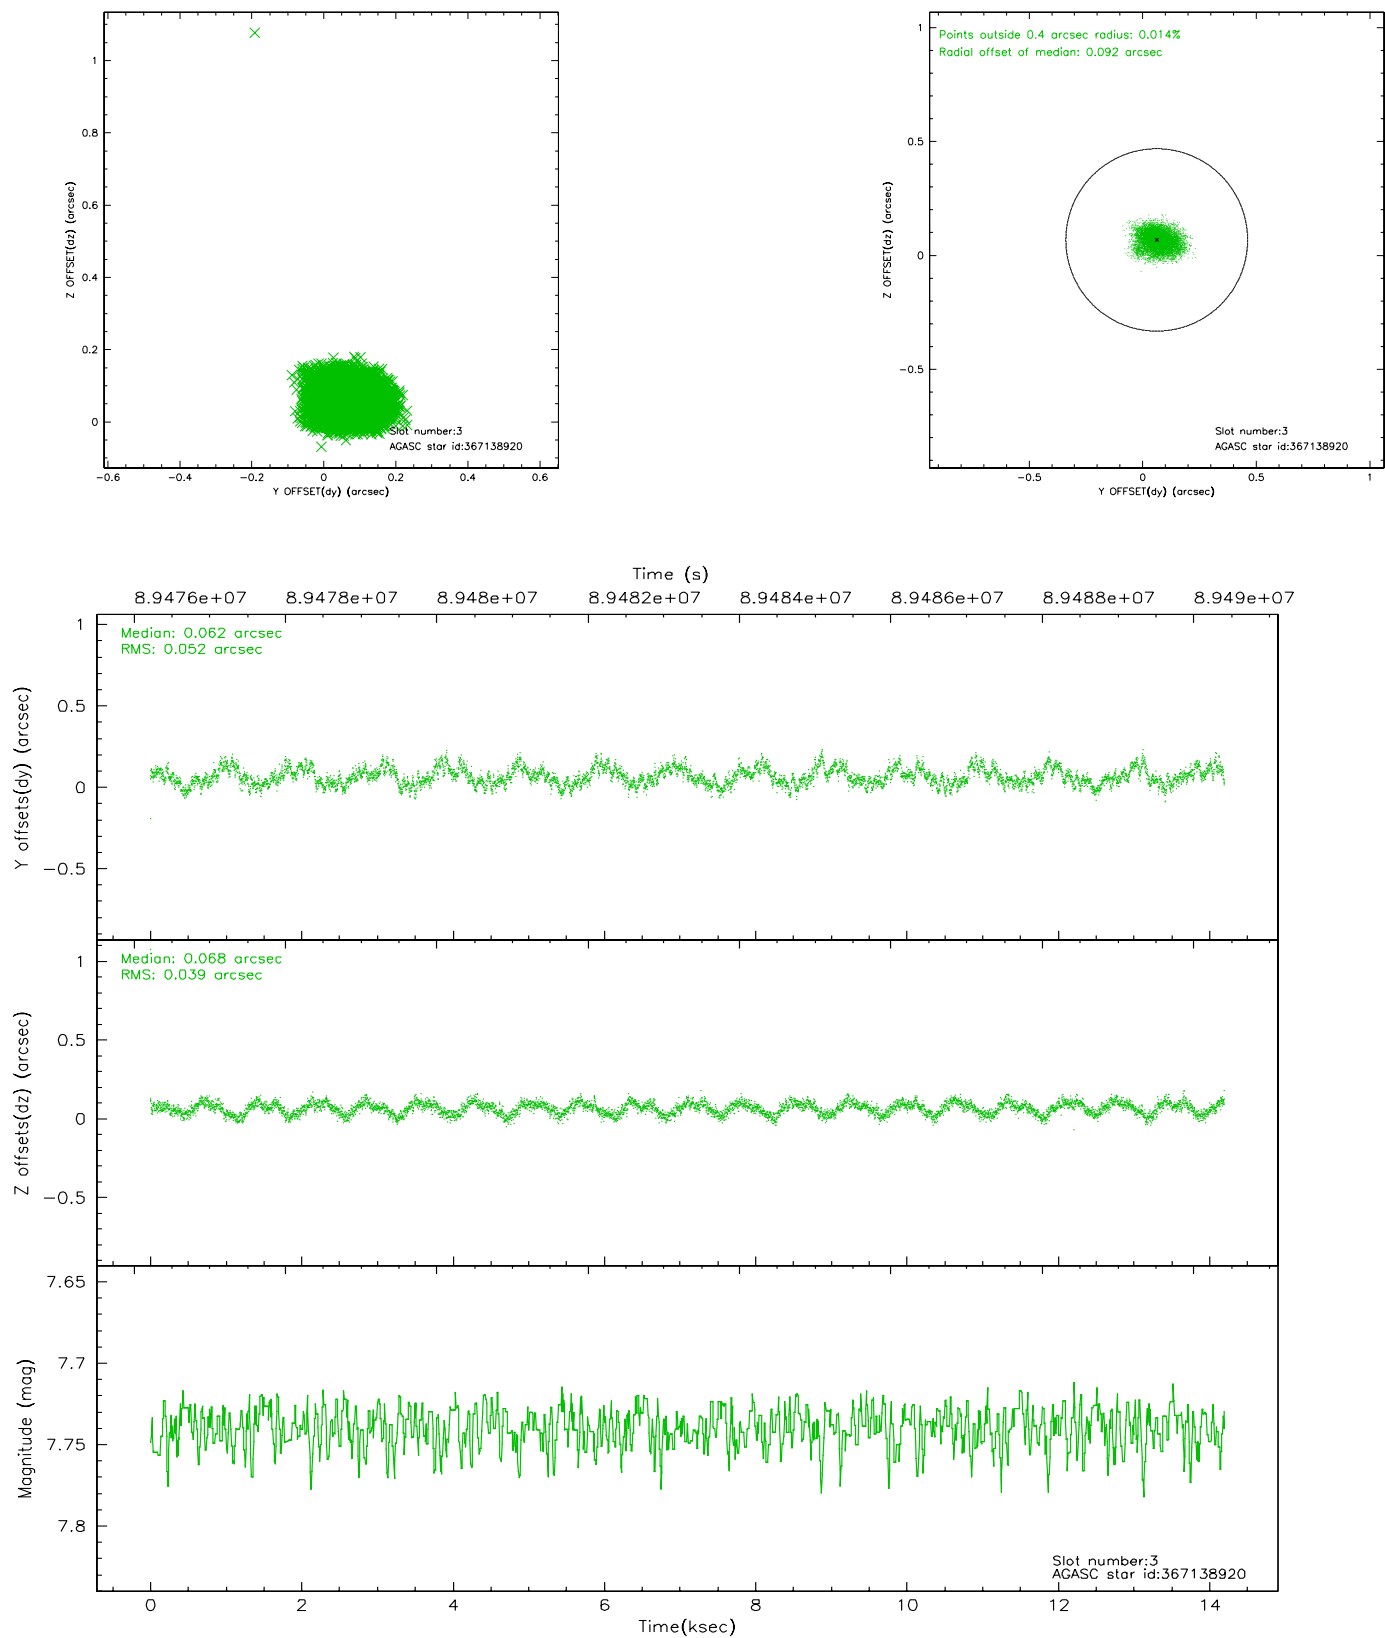 1
0.8
0.6
0.4
0.2
0
Z OFFSET(dz) (arcsec)
Slot number:3
AGASC star id:367138920
−0.6 −0.4 −0.2 0 0.2 0.4 0.6
Y OFFSET(dy) (arcsec)
Points outside 0.4 arcsec radius: 0.014%
Radial offset of median: 0.092 arcsec
1
0.5
0
−0.5
Z OFFSET(dz) (arcsec)
Slot number:3
AGASC star id:367138920
−0.5 0 0.5 1
Y OFFSET(dy) (arcsec)
Time (s)
8.9476e+07 8.9478e+07 8.948e+07 8.9482e+07 8.9484e+07 8.9486e+07 8.9488e+07 8.949e+07
Median: 0.062 arcsec
RMS: 0.052 arcsec
1
0.5
0
−0.5
Y offsets(dy) (arcsec)
Median: 0.068 arcsec
RMS: 0.039 arcsec
1
0.5
0
−0.5
Z offsets(dz) (arcsec)
7.65
7.7
7.75
7.8
Magnitude (mag)
Slot number:3
AGASC star id:367138920
0 2 4 6 8 10 12 14
Time(ksec)